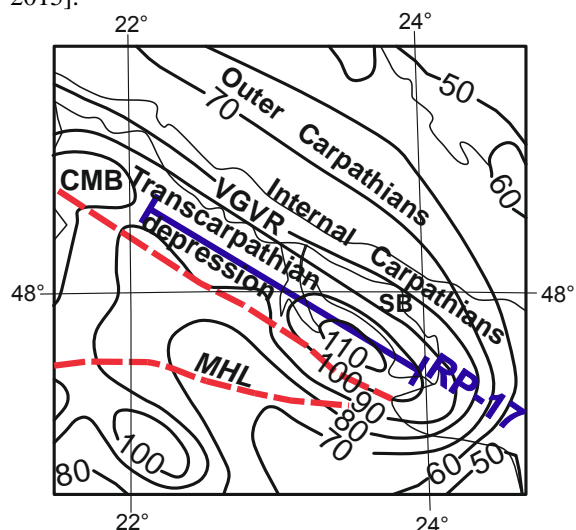 2015].
22°
24°
50
Outer Carpathians
70
60
CMB
Transcarpathian
depression
VGVR
Internal Carpathians
48°
48°
SB
110
100
90
80
70
RP-17
MHL
100
80
60
50
22°
24°